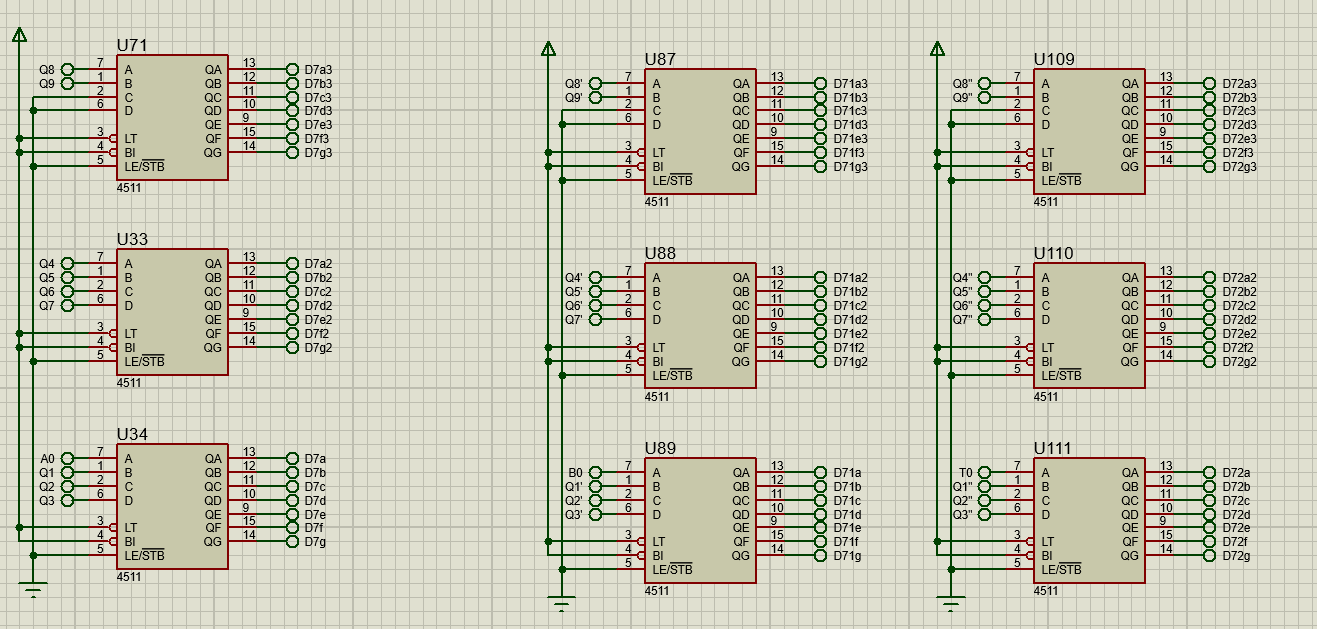 U71
Q8 7 A QA 13 D7a3
Q9 1 B QB 12 D7b3
2 C QC 11 D7c3
6 D QD 10 D7d3
QE 9 D7e3
3 LT QF 15 D7f3
4 BI QG 14 D7g3
5 LE/STB
4511
U33
Q4 7 A QA 13 D7a2
Q5 1 B QB 12 D7b2
Q6 2 C QC 11 D7c2
Q7 6 D QD 10 D7d2
QE 9 D7e2
3 LT QF 15 D7f2
4 BI QG 14 D7g2
5 LE/STB
4511
U34
A0 7 A QA 13 D7a
Q1 1 B QB 12 D7b
Q2 2 C QC 11 D7c
Q3 6 D QD 10 D7d
QE 9 D7e
3 LT QF 15 D7f
4 BI QG 14 D7g
5 LE/STB
4511
U87
Q8' 7 A QA 13 D71a3
Q9' 1 B QB 12 D71b3
2 C QC 11 D71c3
6 D QD 10 D71d3
QE 9 D71e3
3 LT QF 15 D71f3
4 BI QG 14 D71g3
5 LE/STB
4511
U88
Q4' 7 A QA 13 D71a2
Q5' 1 B QB 12 D71b2
Q6' 2 C QC 11 D71c2
Q7' 6 D QD 10 D71d2
QE 9 D71e2
3 LT QF 15 D71f2
4 BI QG 14 D71g2
5 LE/STB
4511
U89
B0 7 A QA 13 D71a
Q1' 1 B QB 12 D71b
Q2' 2 C QC 11 D71c
Q3' 6 D QD 10 D71d
QE 9 D71e
3 LT QF 15 D71f
4 BI QG 14 D71g
5 LE/STB
4511
U109
Q8" 7 A QA 13 D72a3
Q9" 1 B QB 12 D72b3
2 C QC 11 D72c3
6 D QD 10 D72d3
QE 9 D72e3
3 LT QF 15 D72f3
4 BI QG 14 D72g3
5 LE/STB
4511
U110
Q4" 7 A QA 13 D72a2
Q5" 1 B QB 12 D72b2
Q6" 2 C QC 11 D72c2
Q7" 6 D QD 10 D72d2
QE 9 D72e2
3 LT QF 15 D72f2
4 BI QG 14 D72g2
5 LE/STB
4511
U111
T0 7 A QA 13 D72a
Q1" 1 B QB 12 D72b
Q2" 2 C QC 11 D72c
Q3" 6 D QD 10 D72d
QE 9 D72e
3 LT QF 15 D72f
4 BI QG 14 D72g
5 LE/STB
4511